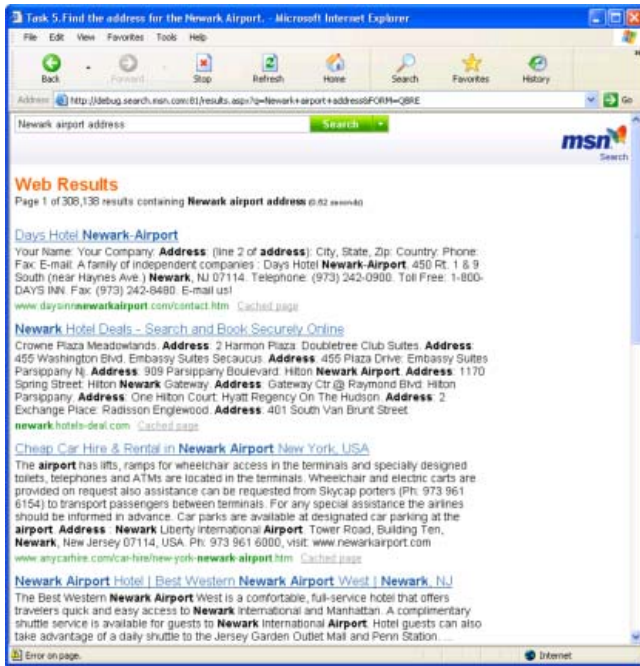 Task 5. Find the address for the Newark Airport. - Microsoft Internet Explorer
File Edit View Favorites Tools Help
Back Forward Stop Refresh Home Search Favorites History
Address http://debug.search.msn.com:81/results.aspx?q=Newark+airport+address&FORM=QBRE Go
Newark airport address Search
msn
Search
Web Results
Page 1 of 308,138 results containing Newark airport address (0.62 seconds)
Days Hotel Newark-Airport
Your Name: Your Company: Address: (line 2 of address): City, State, Zip: Country: Phone:
Fax: E-mail: A family of independent companies : Days Hotel Newark-Airport. 450 Rt. 1 & 9
South (near Haynes Ave.) Newark, NJ 07114. Telephone: (973) 242-0900. Toll Free: 1-800-
DAYS INN. Fax: (973) 242-8480. E-mail us!
www.daysinnnewarkairport.com/contact.htm Cached page
Newark Hotel Deals - Search and Book Securely Online
Crowne Plaza Meadowlands. Address: 2 Harmon Plaza. Doubletree Club Suites. Address:
455 Washington Blvd. Embassy Suites Secaucus. Address: 455 Plaza Drive: Embassy Suites
Parsippany Nj. Address: 909 Parsippany Boulevard: Hilton Newark Airport. Address: 1170
Spring Street: Hilton Newark Gateway. Address: Gateway Ctr.@ Raymond Blvd: Hilton
Parsippany. Address: One Hilton Court: Hyatt Regency On The Hudson. Address: 2
Exchange Place: Radisson Englewood. Address: 401 South Van Brunt Street
newark.hotels-deal.com Cached page
Cheap Car Hire & Rental in Newark Airport New York, USA
The airport has lifts, ramps for wheelchair access in the terminals and specially designed
toilets, telephones and ATMs are located in the terminals. Wheelchair and electric carts are
provided on request also assistance can be requested from Skycap porters (Ph: 973 961
6154) to transport passengers between terminals. For any special assistance the airlines
should be informed in advance. Car parks are available at designated car parking at the
airport. Address : Newark Liberty International Airport. Tower Road, Building Ten,
Newark, New Jersey 07114, USA. Ph: 973 961 6000, visit: www.newarkairport.com
www.anycarhire.com/car-hire/new-york-newark-airport.htm Cached page
Newark Airport Hotel | Best Western Newark Airport West | Newark, NJ
The Best Western Newark Airport West is a comfortable, full-service hotel that offers
travelers quick and easy access to Newark International and Manhattan. A complimentary
shuttle service is available for guests to Newark International Airport. Hotel guests can also
take advantage of a daily shuttle to the Jersey Garden Outlet Mall and Penn Station. ...
Error on page. Internet